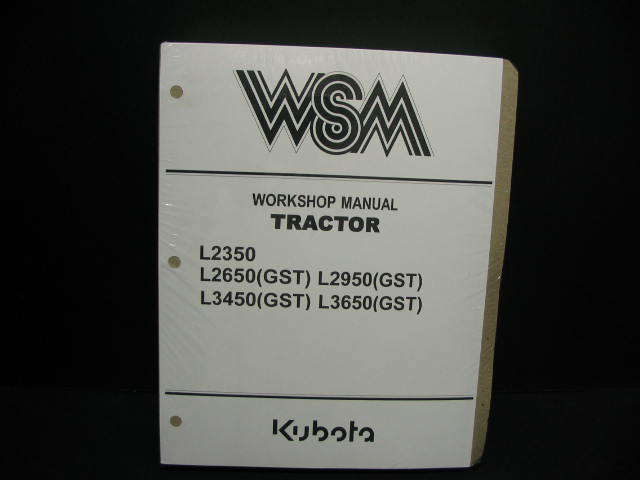 WSM
WORKSHOP MANUAL
TRACTOR
L2350
L2650(GST) L2950(GST)
L3450(GST) L3650(GST)
Kubota